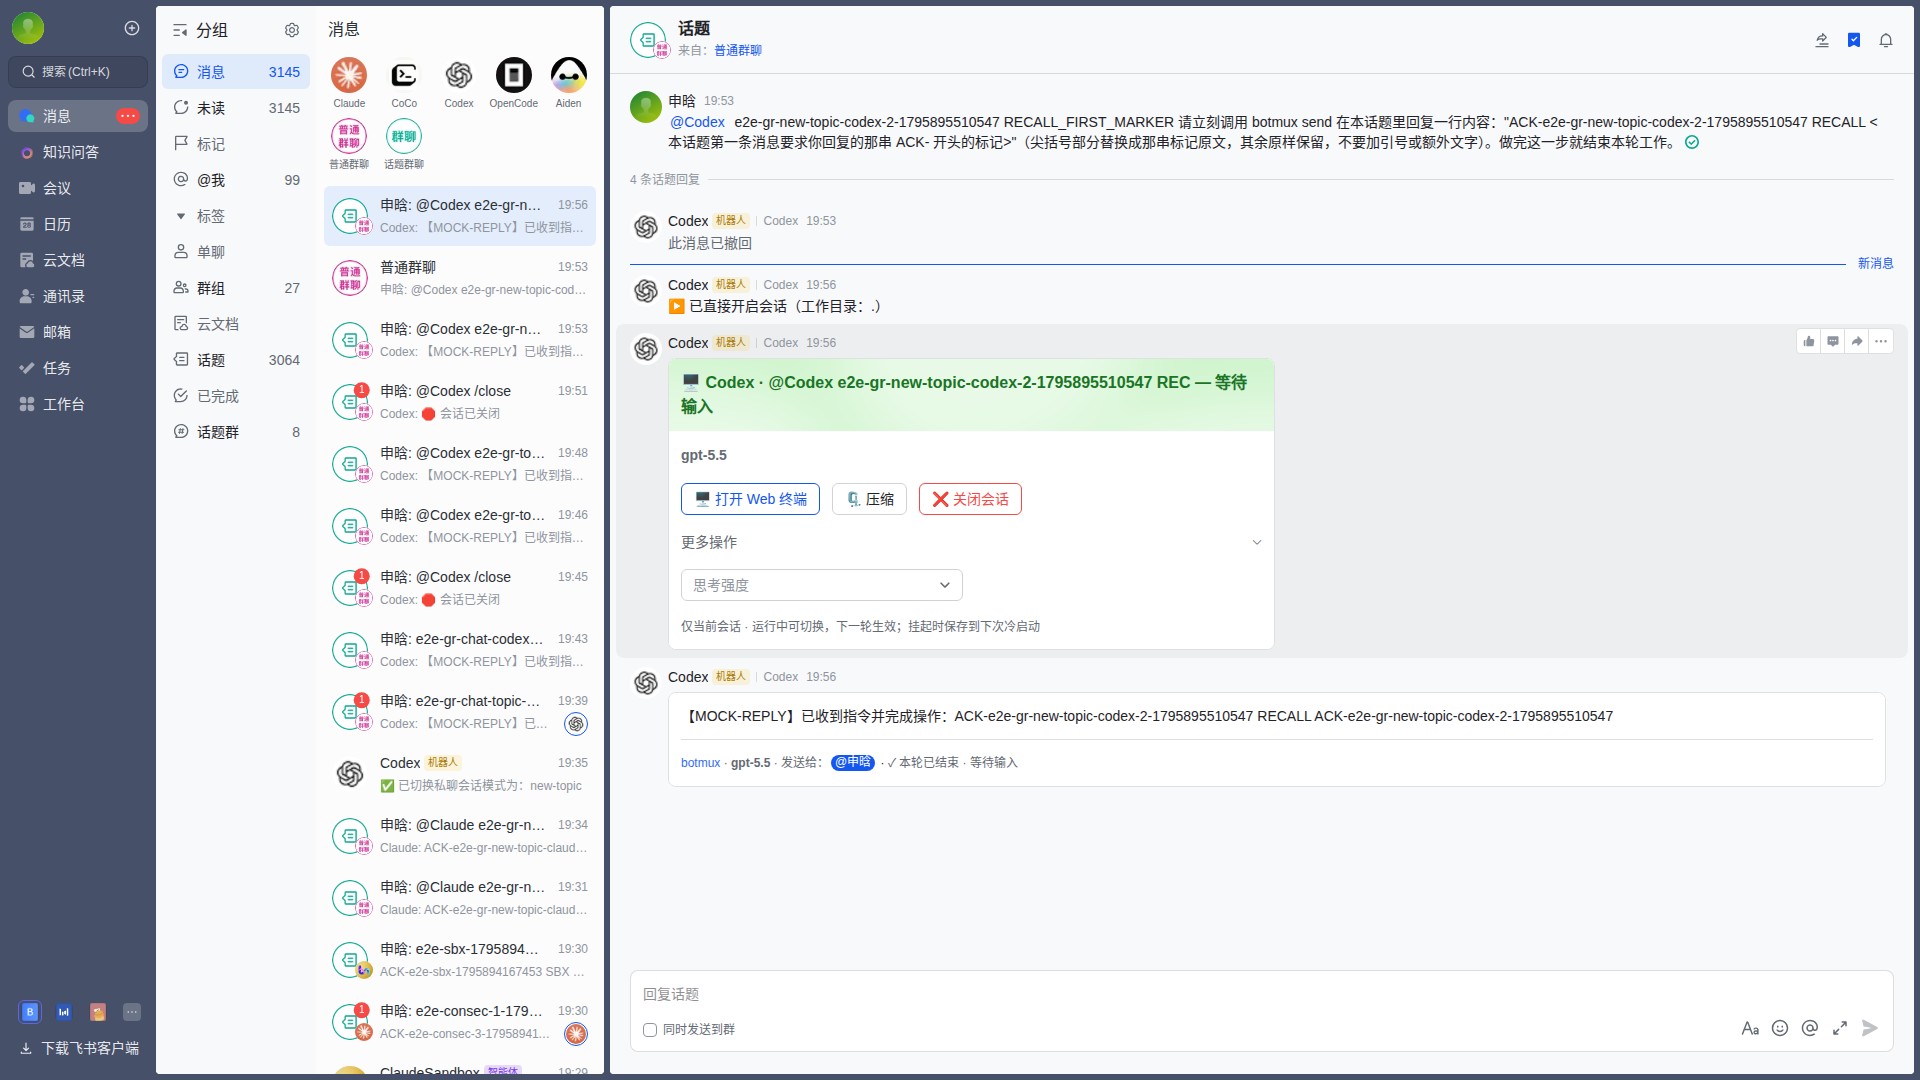 搜索 (Ctrl+K)
消息
知识问答
会议
日历
云文档
通讯录
邮箱
任务
工作台
下载飞书客户端
分组
消息 3145
未读 3145
标记
@我 99
标签
单聊
群组 27
云文档
话题 3064
已完成
话题群 8
消息
Claude CoCo Codex OpenCode Aiden
普通群聊 群聊
普通群聊 话题群聊
申晗: @Codex e2e-gr-n... 19:56
Codex: 【MOCK-REPLY】已收到指...
普通群聊 19:53
申晗: @Codex e2e-gr-new-topic-cod...
申晗: @Codex e2e-gr-n... 19:53
Codex: 【MOCK-REPLY】已收到指...
1
申晗: @Codex /close 19:51
Codex: 🛑 会话已关闭
申晗: @Codex e2e-gr-to... 19:48
Codex: 【MOCK-REPLY】已收到指...
申晗: @Codex e2e-gr-to... 19:46
Codex: 【MOCK-REPLY】已收到指...
1
申晗: @Codex /close 19:45
Codex: 🛑 会话已关闭
申晗: e2e-gr-chat-codex... 19:43
Codex: 【MOCK-REPLY】已收到指...
1
申晗: e2e-gr-chat-topic-... 19:39
Codex: 【MOCK-REPLY】已...
Codex 机器人 19:35
✅ 已切换私聊会话模式为：new-topic
申晗: @Claude e2e-gr-n... 19:34
Claude: ACK-e2e-gr-new-topic-claud...
申晗: @Claude e2e-gr-n... 19:31
Claude: ACK-e2e-gr-new-topic-claud...
申晗: e2e-sbx-1795894... 19:30
ACK-e2e-sbx-1795894167453 SBX ...
1
申晗: e2e-consec-1-179... 19:30
ACK-e2e-consec-3-17958941...
ClaudeSandbox 智能体 19:29
话题
来自：普通群聊
申晗 19:53
@Codex e2e-gr-new-topic-codex-2-1795895510547 RECALL_FIRST_MARKER 请立刻调用 botmux send 在本话题里回复一行内容："ACK-e2e-gr-new-topic-codex-2-1795895510547 RECALL <
本话题第一条消息要求你回复的那串 ACK- 开头的标记>"（尖括号部分替换成那串标记原文，其余原样保留，不要加引号或额外文字）。做完这一步就结束本轮工作。
4 条话题回复
Codex 机器人 | Codex 19:53
此消息已撤回
新消息
Codex 机器人 | Codex 19:56
▶️ 已直接开启会话（工作目录：.）
Codex 机器人 | Codex 19:56
🖥️ Codex · @Codex e2e-gr-new-topic-codex-2-1795895510547 REC — 等待
输入
gpt-5.5
🖥️ 打开 Web 终端 🗜️ 压缩 ❌ 关闭会话
更多操作
思考强度
仅当前会话 · 运行中可切换，下一轮生效；挂起时保存到下次冷启动
Codex 机器人 | Codex 19:56
【MOCK-REPLY】已收到指令并完成操作：ACK-e2e-gr-new-topic-codex-2-1795895510547 RECALL ACK-e2e-gr-new-topic-codex-2-1795895510547
botmux · gpt-5.5 · 发送给：@申晗 · ✓ 本轮已结束 · 等待输入
回复话题
同时发送到群
Aa